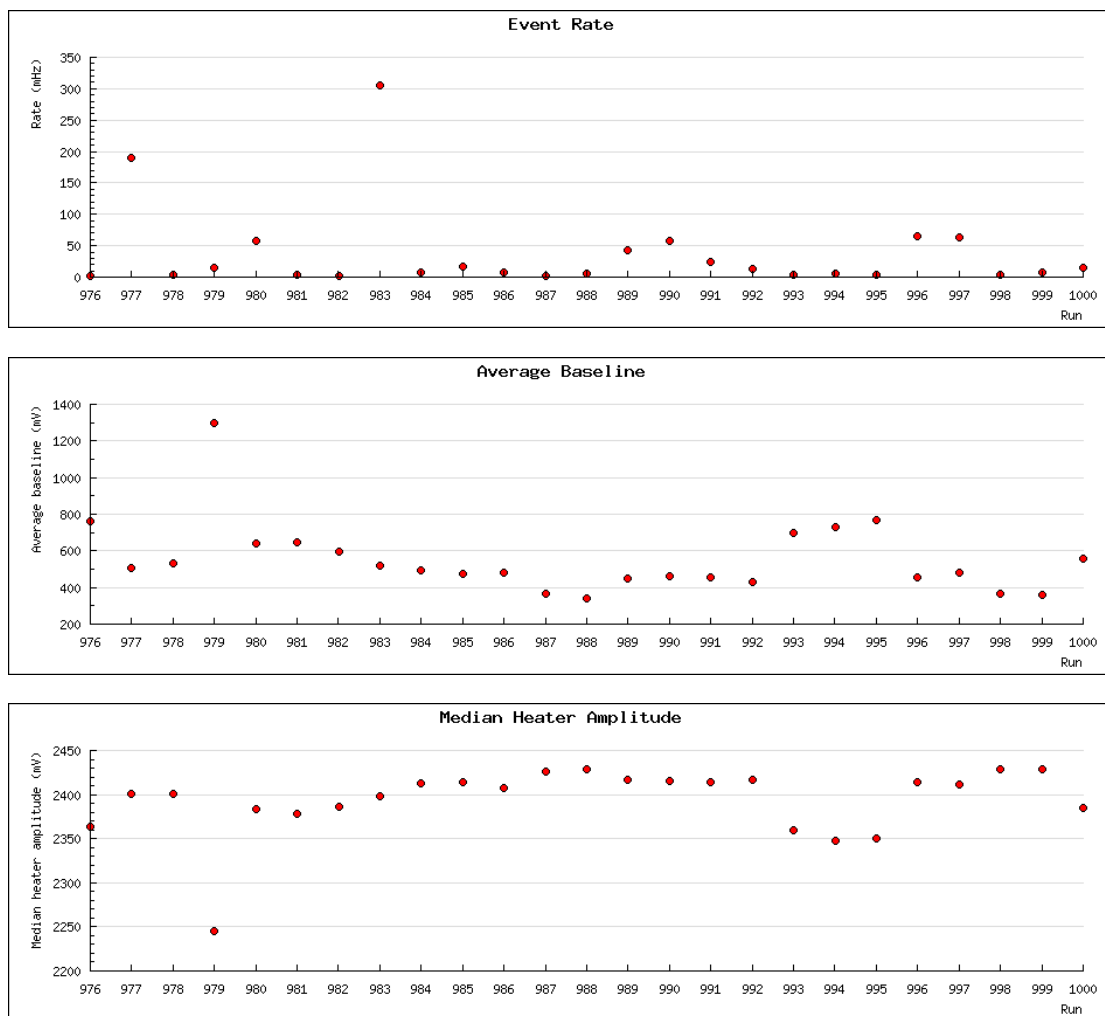 Event Rate
350
300
250
200
150
100
50
0
Rate (mHz)
976 977 978 979 980 981 982 983 984 985 986 987 988 989 990 991 992 993 994 995 996 997 998 999 1000
Run
Average Baseline
1400
1200
1000
800
600
400
200
Average baseline (mV)
976 977 978 979 980 981 982 983 984 985 986 987 988 989 990 991 992 993 994 995 996 997 998 999 1000
Run
Median Heater Amplitude
2450
2400
2350
2300
2250
2200
Median heater amplitude (mV)
976 977 978 979 980 981 982 983 984 985 986 987 988 989 990 991 992 993 994 995 996 997 998 999 1000
Run